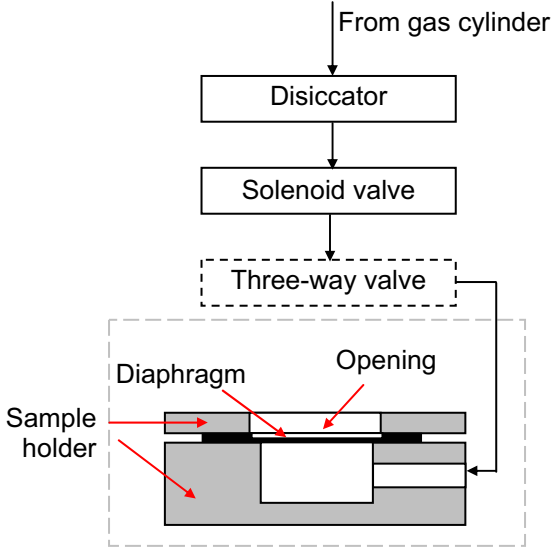 From gas cylinder
Disiccator
Solenoid valve
Three-way valve
Opening
Diaphragm
Sample
holder